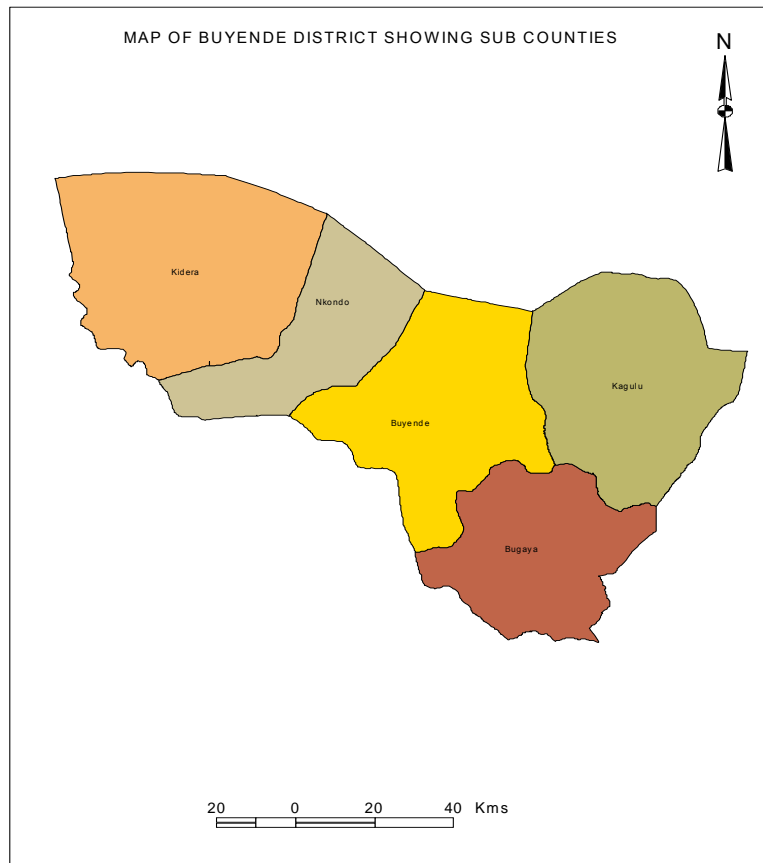 MAP OF BUYENDE DISTRICT SHOWING SUB COUNTIES
N
Kidera
Nkondo
Kagulu
Buyende
Bugaya
20 0 20 40 Kms